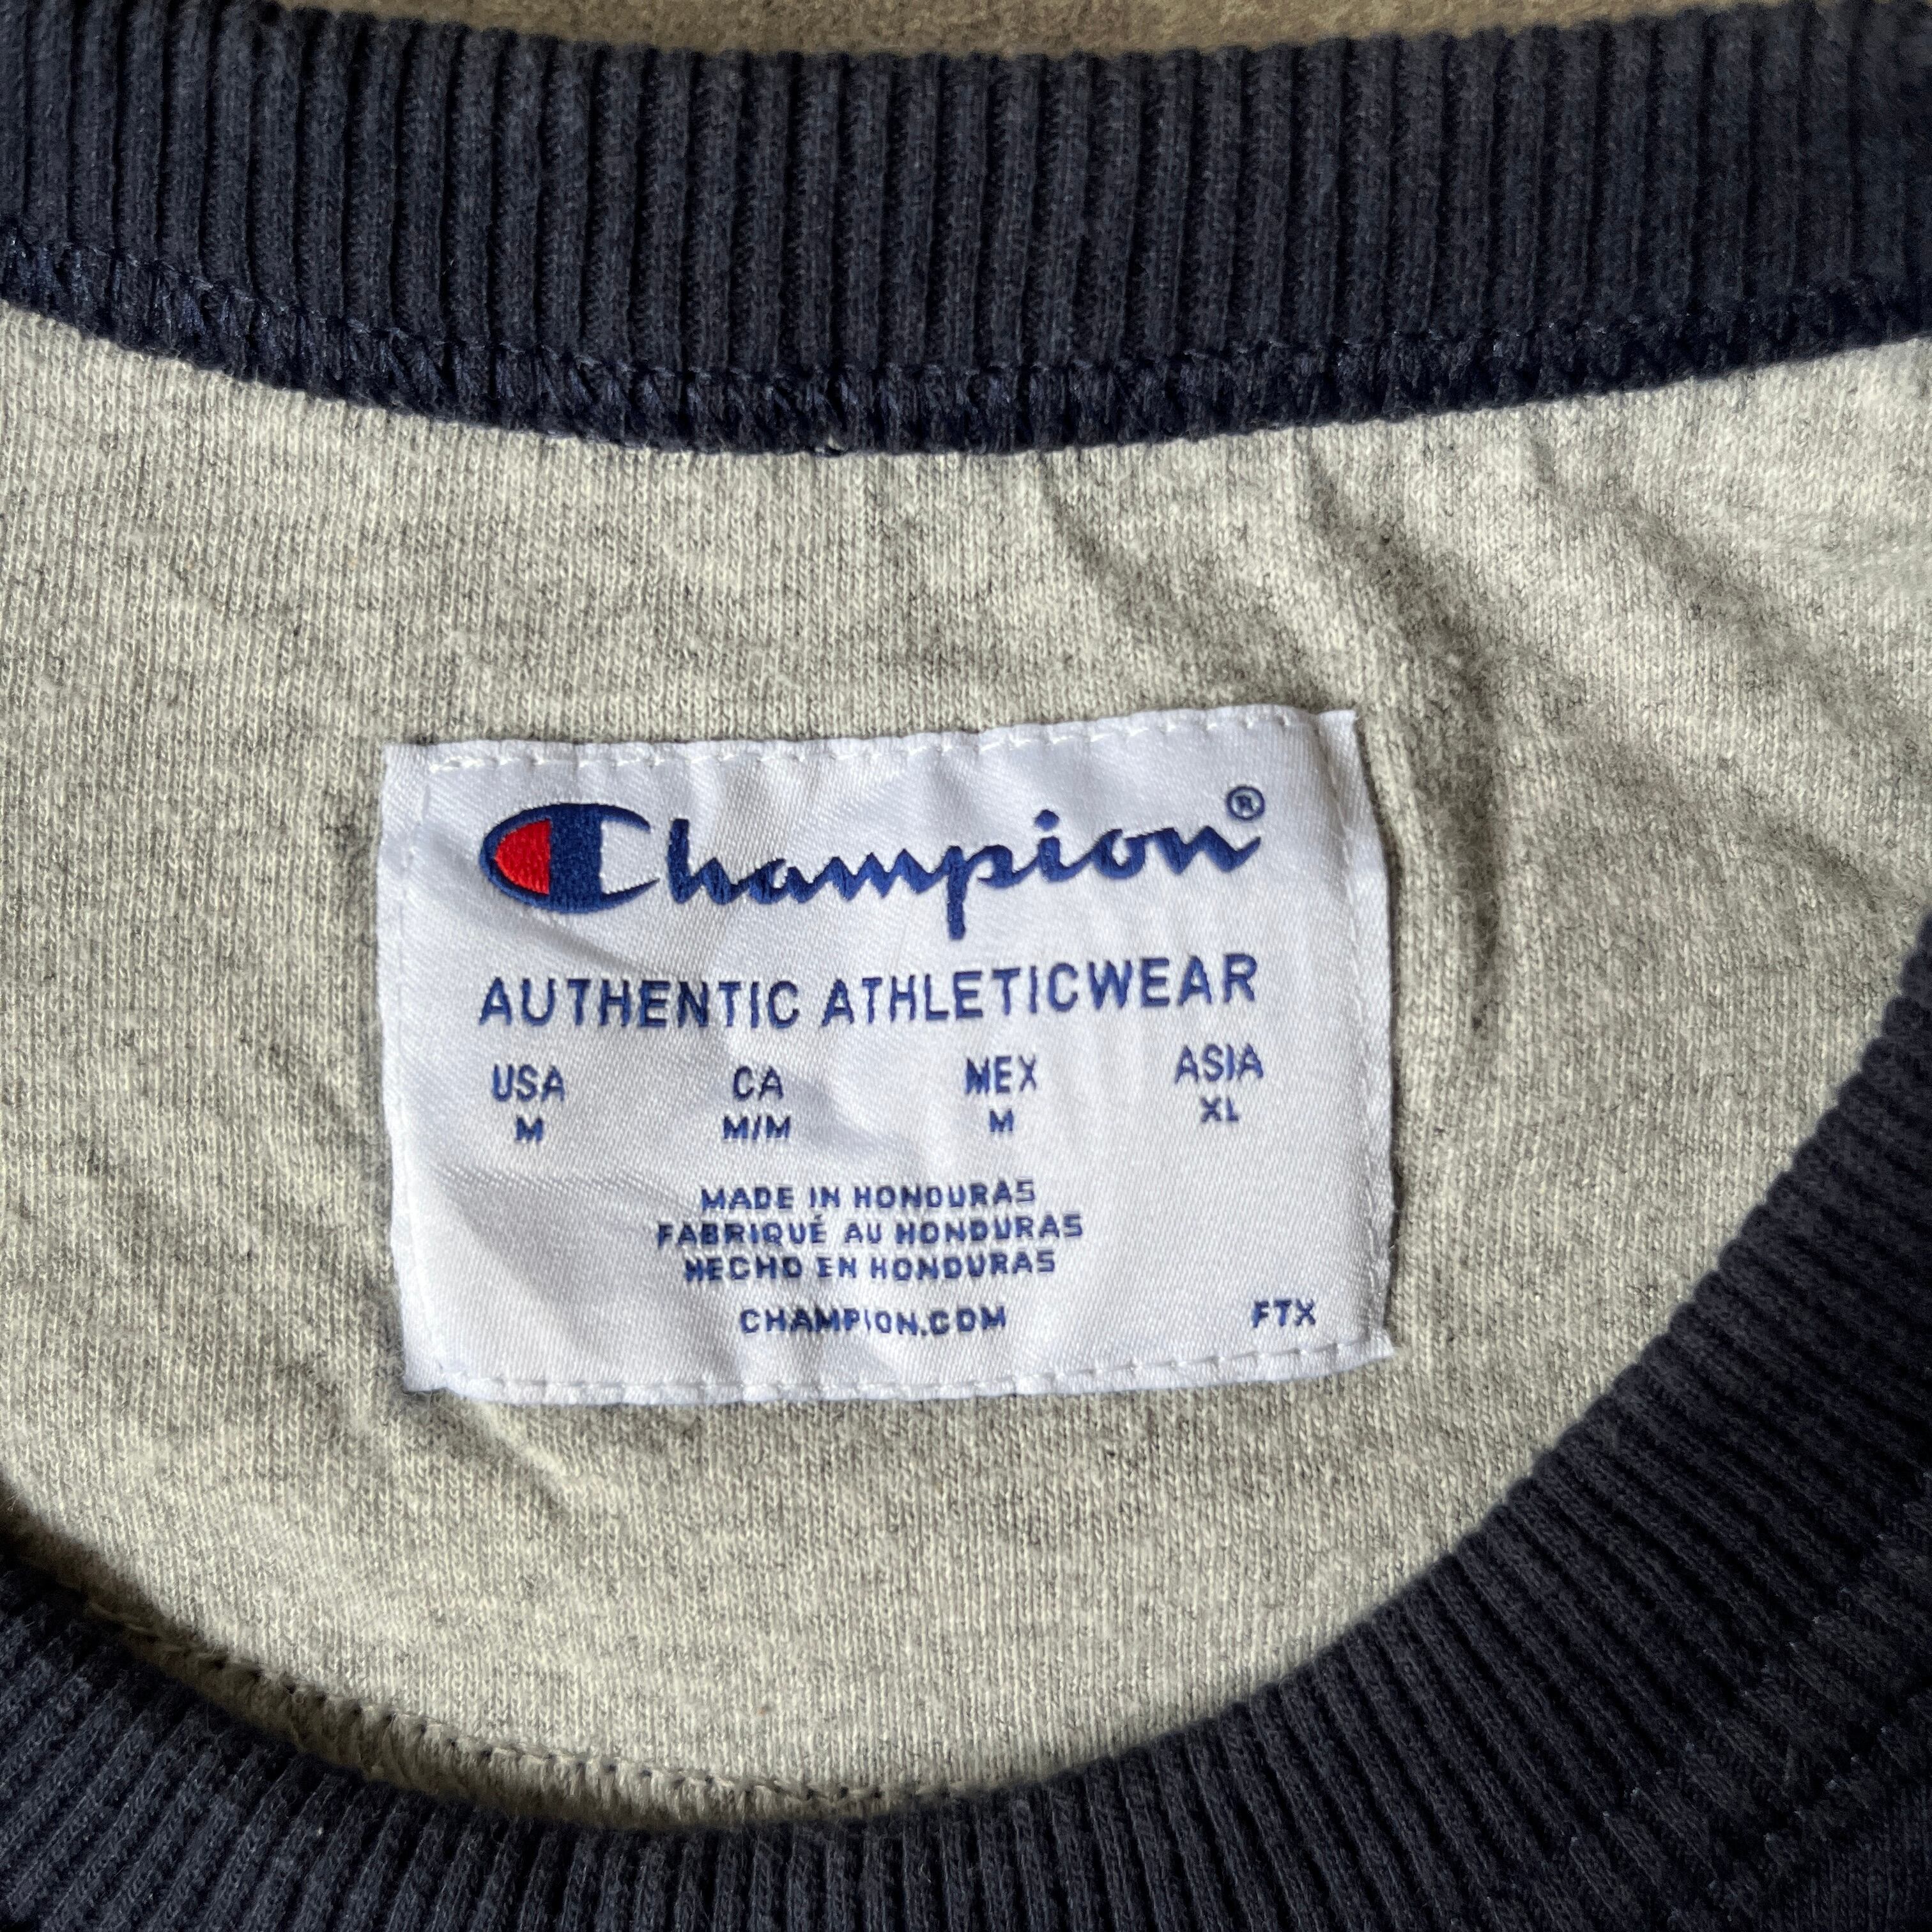 Champion®
AUTHENTIC ATHLETICWEAR
USA CA MEX ASIA
M M/M M XL
MADE IN HONDURAS
FABRIQUÉ AU HONDURAS
HECHO EN HONDURAS
CHAMPION.COM FTX